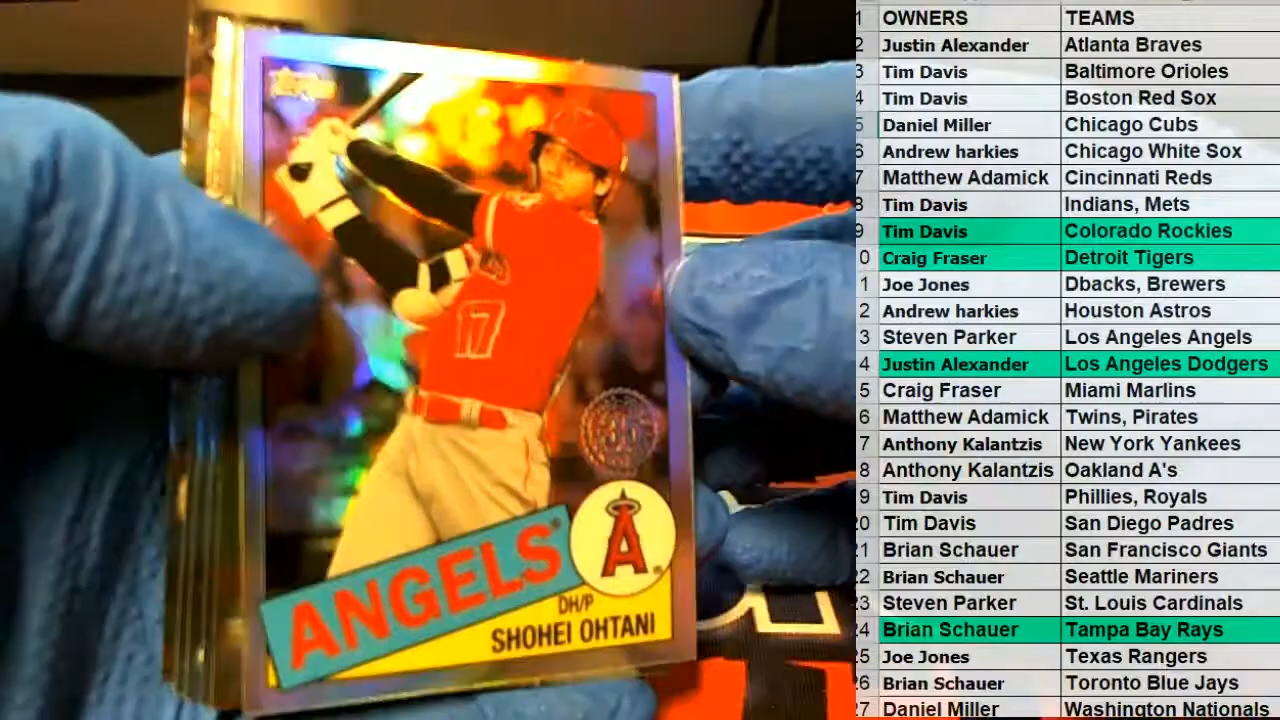 Topps
17
35
ANGELS
A
DH/P
SHOHEI OHTANI
1 OWNERS TEAMS
2 Justin Alexander Atlanta Braves
3 Tim Davis Baltimore Orioles
4 Tim Davis Boston Red Sox
5 Daniel Miller Chicago Cubs
6 Andrew harkies Chicago White Sox
7 Matthew Adamick Cincinnati Reds
8 Tim Davis Indians, Mets
9 Tim Davis Colorado Rockies
0 Craig Fraser Detroit Tigers
1 Joe Jones Dbacks, Brewers
2 Andrew harkies Houston Astros
3 Steven Parker Los Angeles Angels
4 Justin Alexander Los Angeles Dodgers
5 Craig Fraser Miami Marlins
6 Matthew Adamick Twins, Pirates
7 Anthony Kalantzis New York Yankees
8 Anthony Kalantzis Oakland A's
9 Tim Davis Phillies, Royals
20 Tim Davis San Diego Padres
21 Brian Schauer San Francisco Giants
22 Brian Schauer Seattle Mariners
23 Steven Parker St. Louis Cardinals
24 Brian Schauer Tampa Bay Rays
25 Joe Jones Texas Rangers
26 Brian Schauer Toronto Blue Jays
27 Daniel Miller Washington Nationals